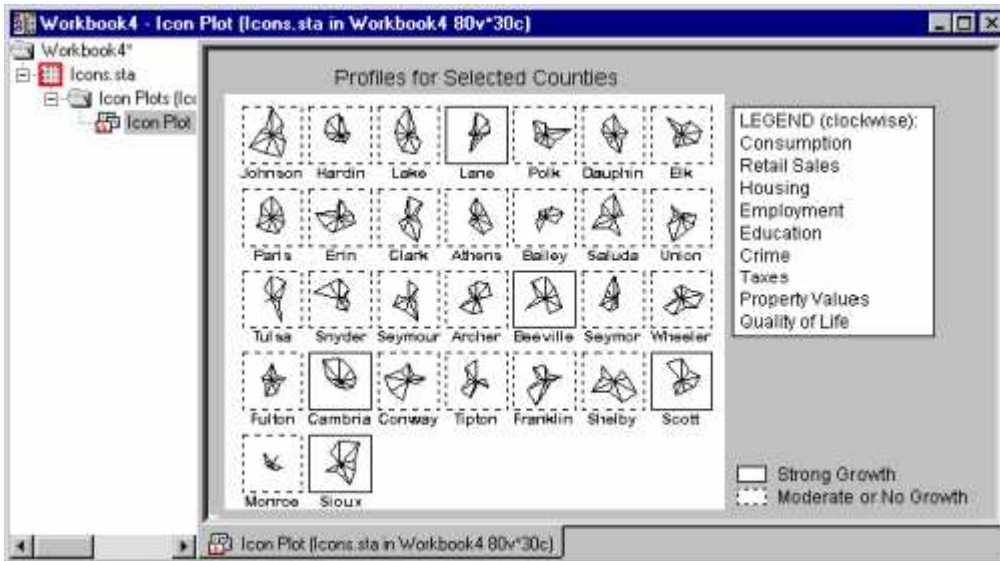 Workbook4 - Icon Plot (Icons.sta in Workbook4 80v*30c)
Workbook4*
Icons.sta
Icon Plots (Icc
Icon Plot
Profiles for Selected Counties
Johnson Hardin Lake Lane Polk Dauphin Elk
Paris Erin Clark Athens Bailey Saluda Union
Tulsa Snyder Seymour Archer Beeville Seymor Wheeler
Fulton Cambria Conway Tipton Franklin Shelby Scott
Monroe Sioux
LEGEND (clockwise):
Consumption
Retail Sales
Housing
Employment
Education
Crime
Taxes
Property Values
Quality of Life
Strong Growth
Moderate or No Growth
Icon Plot (Icons.sta in Workbook4 80v*30c)